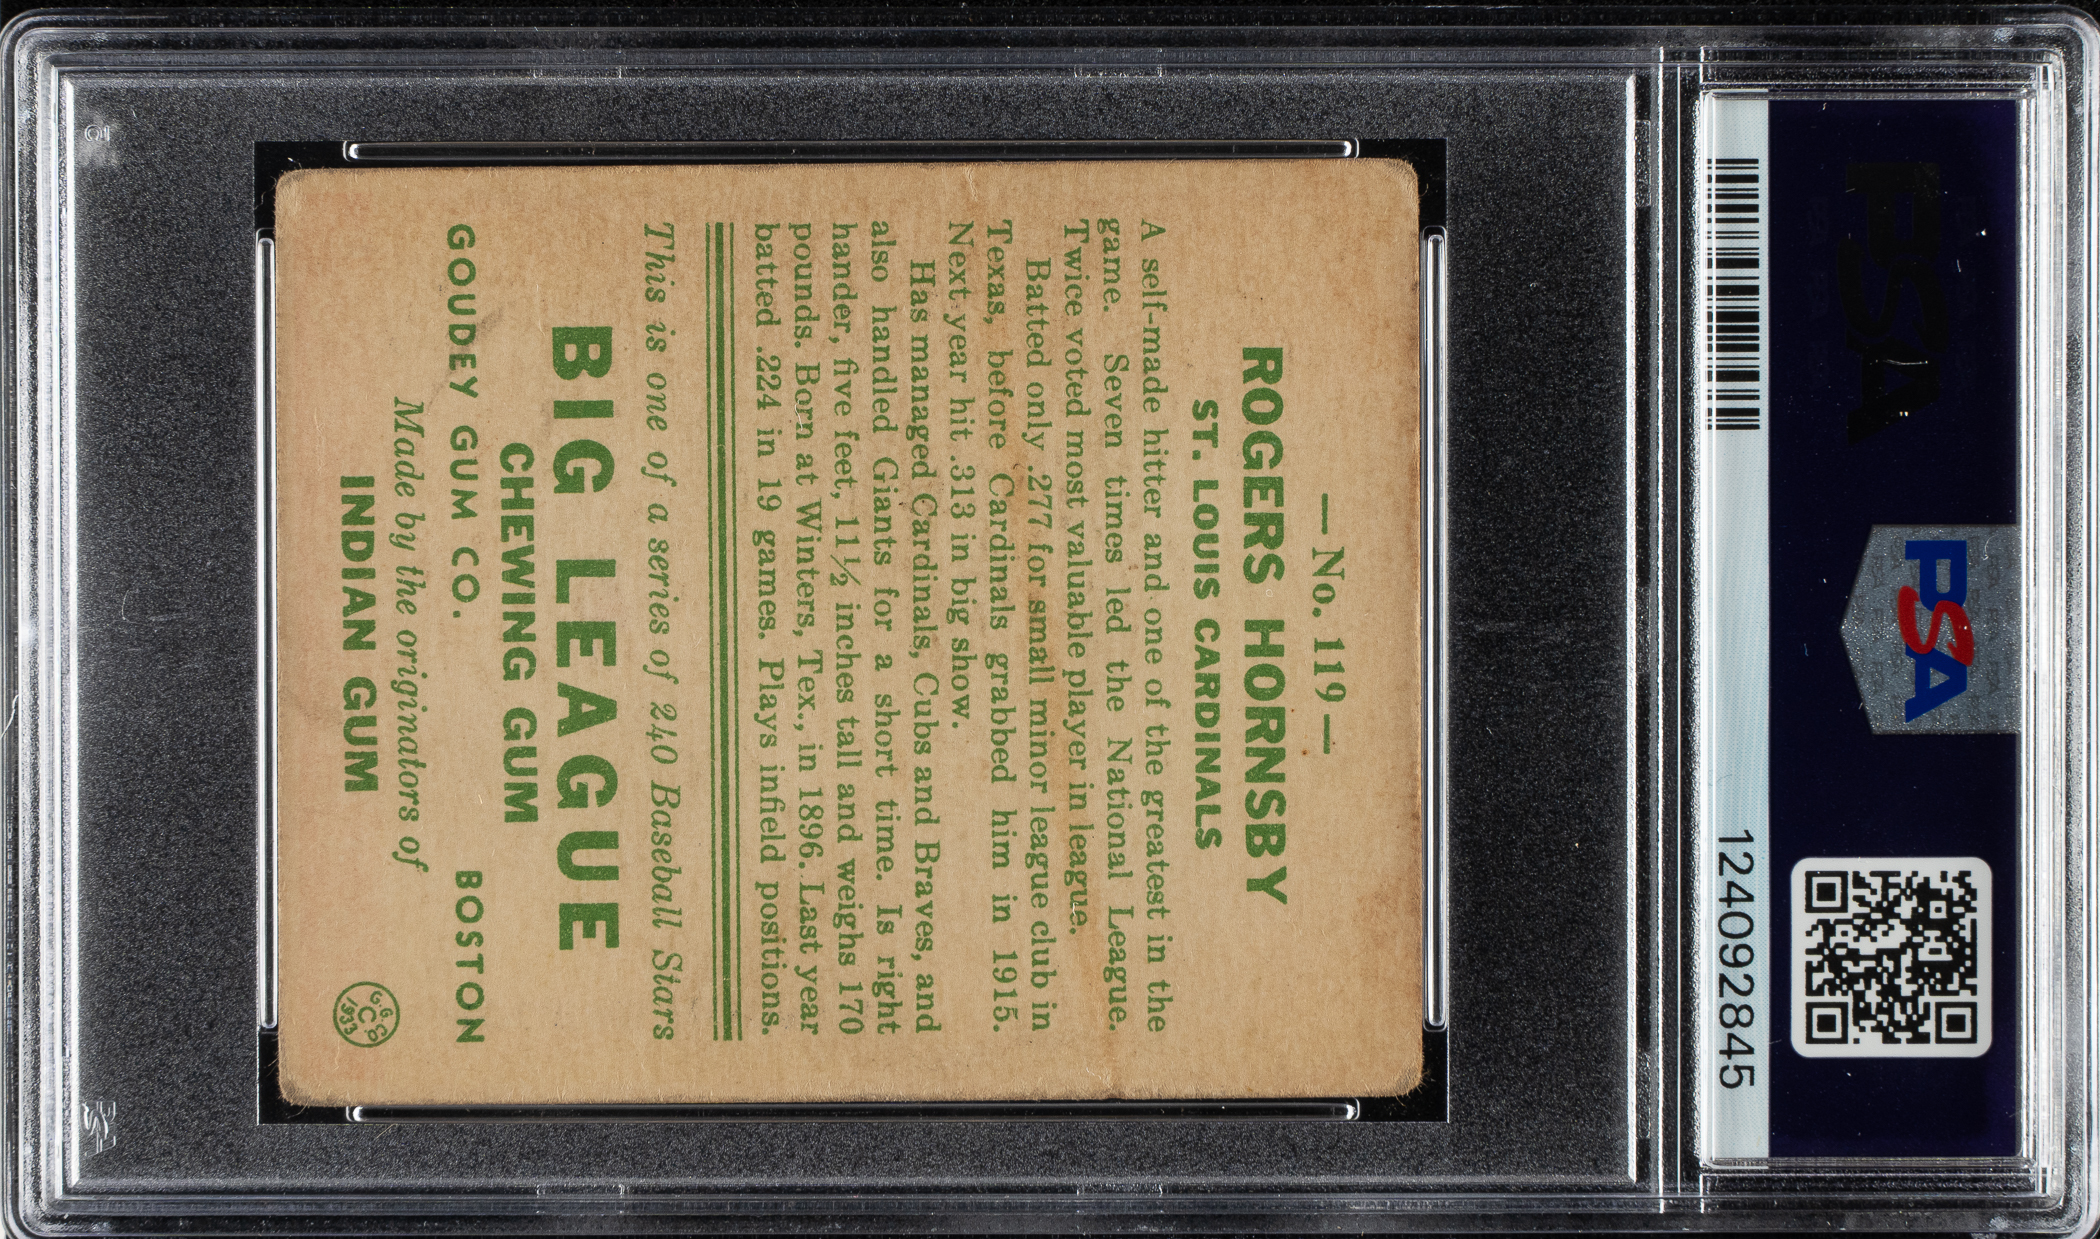 PSA
PSA
124092845
—No. 119—
ROGERS HORNSBY
ST. LOUIS CARDINALS
A self-made hitter and one of the greatest in the
game. Seven times led the National League.
Twice voted most valuable player in league.
Batted only .277 for small minor league club in
Texas, before Cardinals grabbed him in 1915.
Next year hit .313 in big show.
Has managed Cardinals, Cubs and Braves, and
also handled Giants for a short time. Is right
hander, five feet, 11½ inches tall and weighs 170
pounds. Born at Winters, Tex., in 1896. Last year
batted .224 in 19 games. Plays infield positions.
This is one of a series of 240 Baseball Stars
BIG LEAGUE
CHEWING GUM
GOUDEY GUM CO. BOSTON
Made by the originators of
INDIAN GUM
G.G.Co.
C.
1933